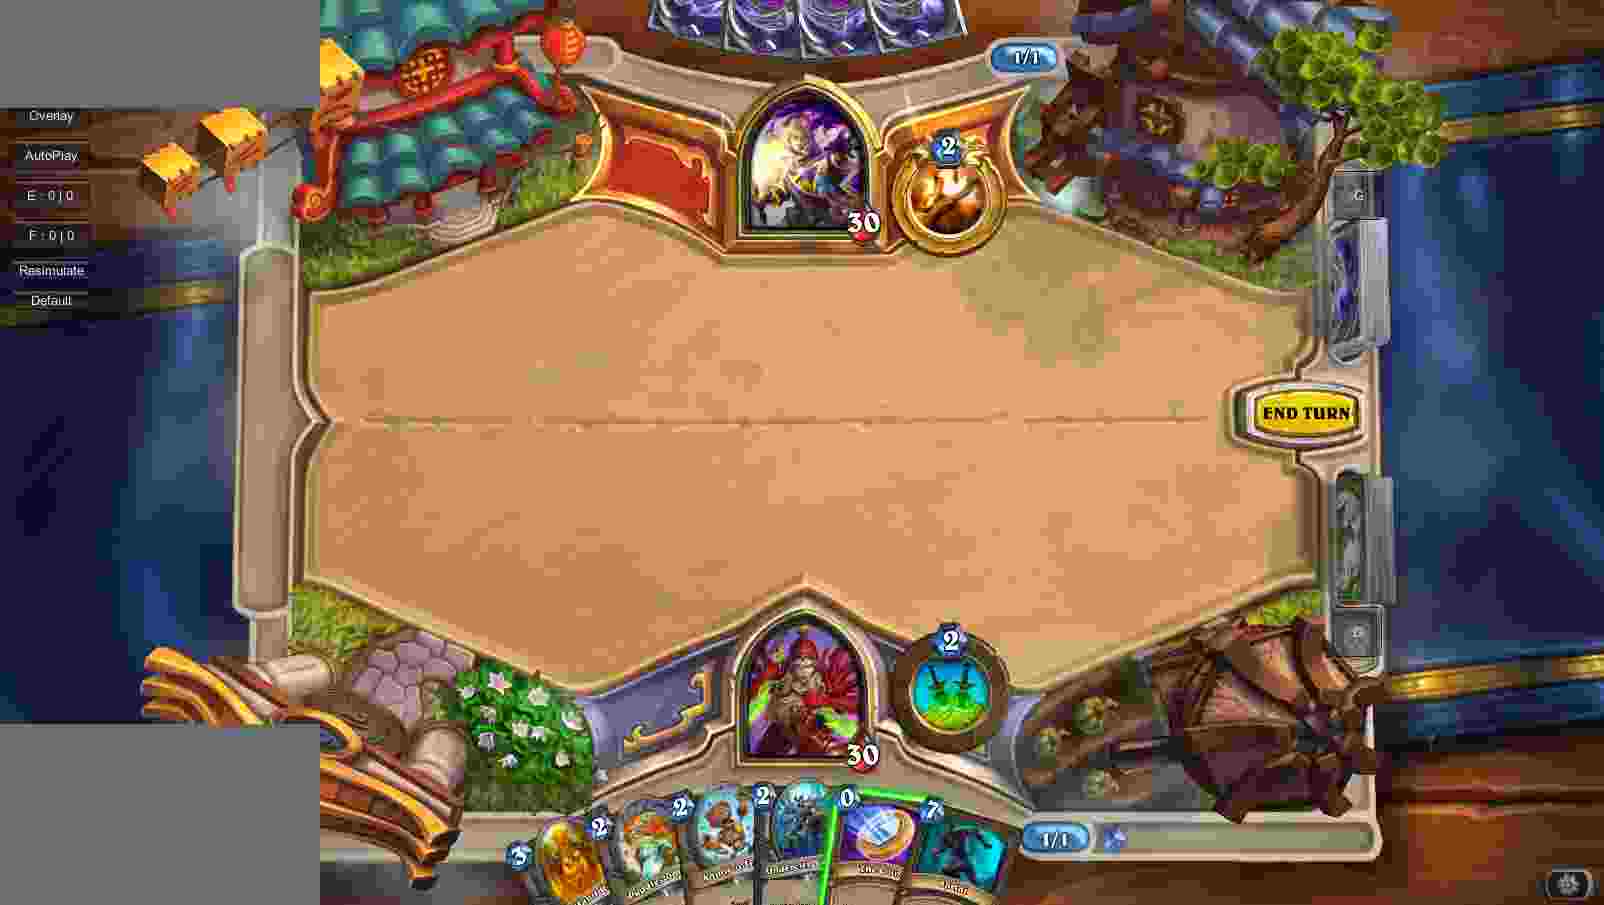 1/1
Overlay
AutoPlay
E : 0 | 0
2
F : 0 | 0
30
G
Resimulate
Default
END TURN
2
30
3
2
2
2
0
7
1/1